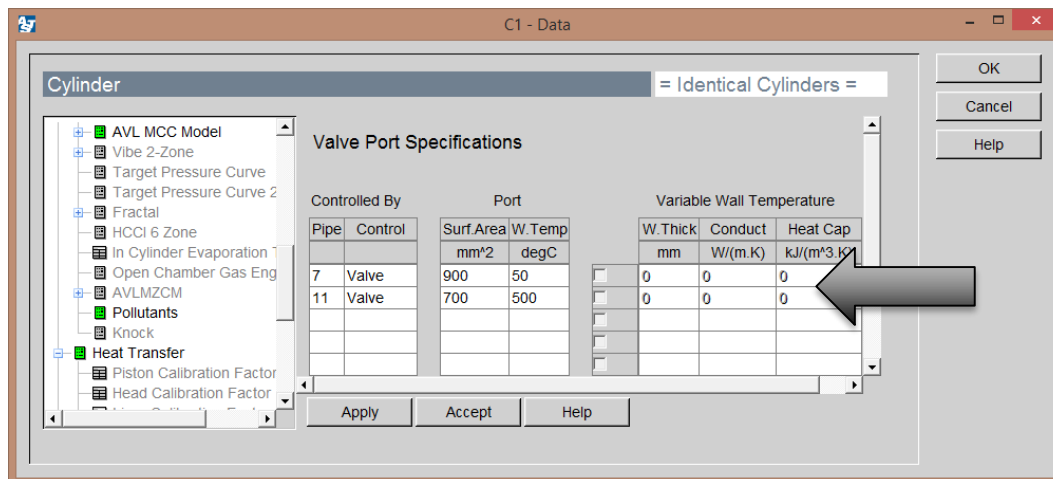 C1 - Data
Cylinder
= Identical Cylinders =
OK
Cancel
Help
AVL MCC Model
Vibe 2-Zone
Target Pressure Curve
Target Pressure Curve 2
Fractal
HCCI 6 Zone
In Cylinder Evaporation
Open Chamber Gas Eng
AVLMZCM
Pollutants
Knock
Heat Transfer
Piston Calibration Factor
Head Calibration Factor
Valve Port Specifications
Controlled By Port Variable Wall Temperature
Pipe Control Surf.Area W.Temp W.Thick Conduct Heat Cap
mm^2 degC mm W/(m.K) kJ/(m^3.K)
7 Valve 900 50 0 0 0
11 Valve 700 500 0 0 0
Apply Accept Help